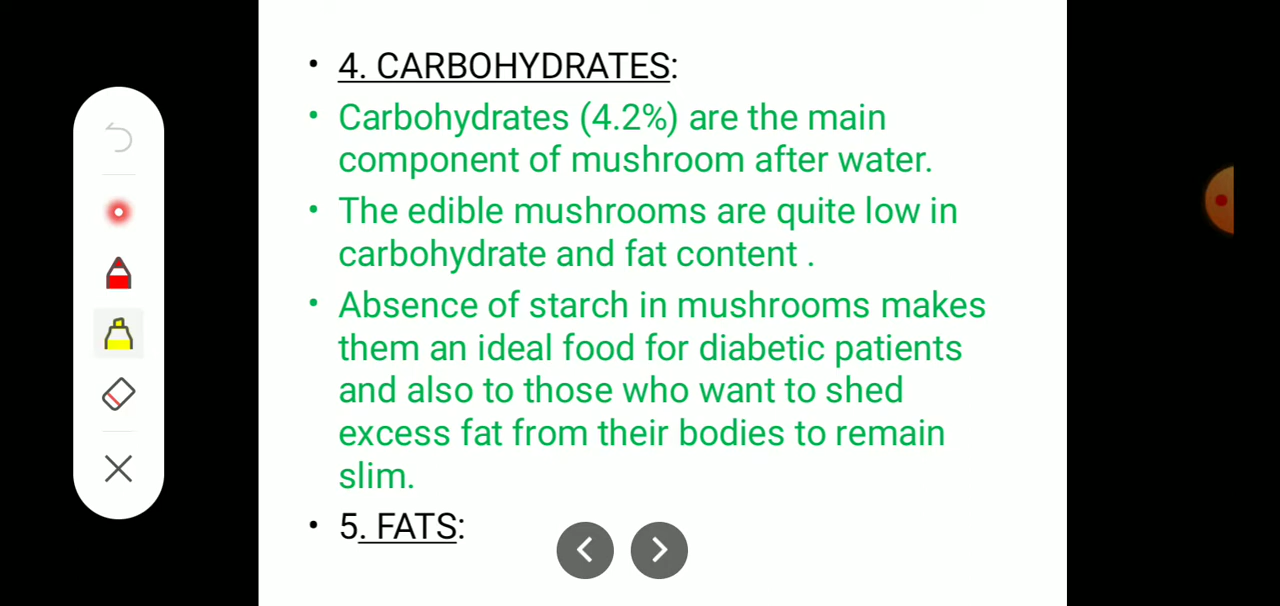 • 4. CARBOHYDRATES:
• Carbohydrates (4.2%) are the main
component of mushroom after water.
• The edible mushrooms are quite low in
carbohydrate and fat content .
• Absence of starch in mushrooms makes
them an ideal food for diabetic patients
and also to those who want to shed
excess fat from their bodies to remain
slim.
• 5. FATS: